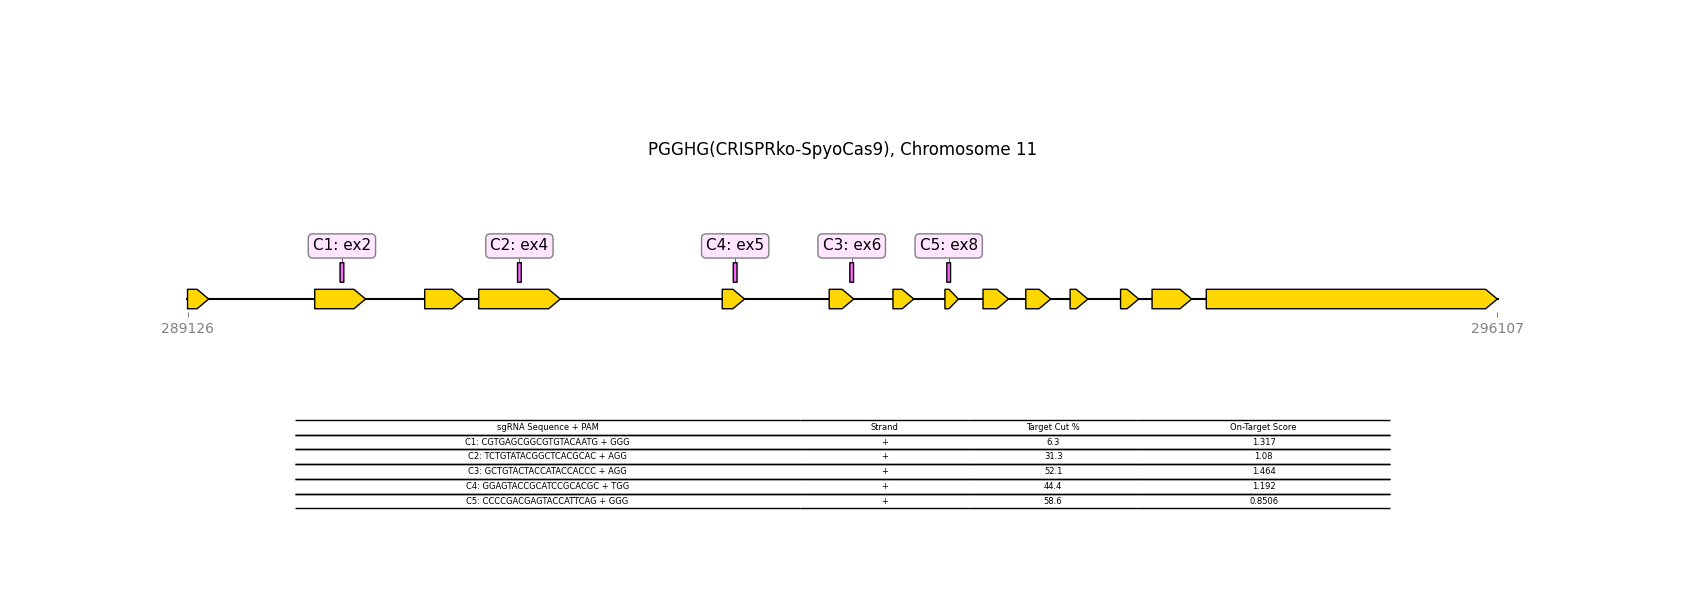 PGGHG(CRISPRko-SpyoCas9), Chromosome 11
C1: ex2 C2: ex4 C4: ex5 C3: ex6 C5: ex8
289126 296107
sgRNA Sequence + PAM Strand Target Cut % On-Target Score
C1: CGTGAGCGGCGTGTACAATG + GGG + 6.3 1.317
C2: TCTGTATACGGCTCACGCAC + AGG + 31.3 1.08
C3: GCTGTACTACCATACCACCC + AGG + 52.1 1.464
C4: GGAGTACCGCATCCGCACGC + TGG + 44.4 1.192
C5: CCCCGACGAGTACCATTCAG + GGG + 58.6 0.8506